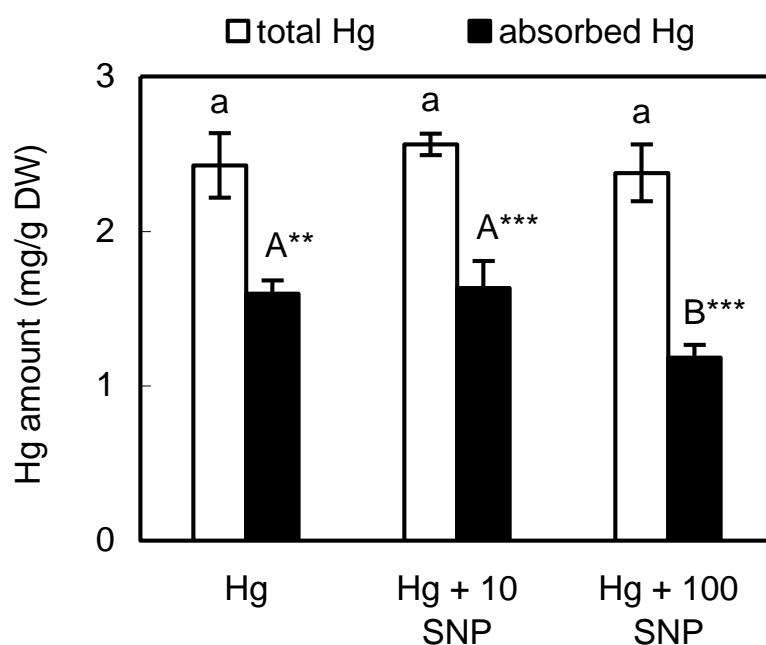 total Hg
absorbed Hg
Hg amount (mg/g DW)
3
2
1
0
a
A**
a
A***
a
B***
Hg
Hg + 10
SNP
Hg + 100
SNP